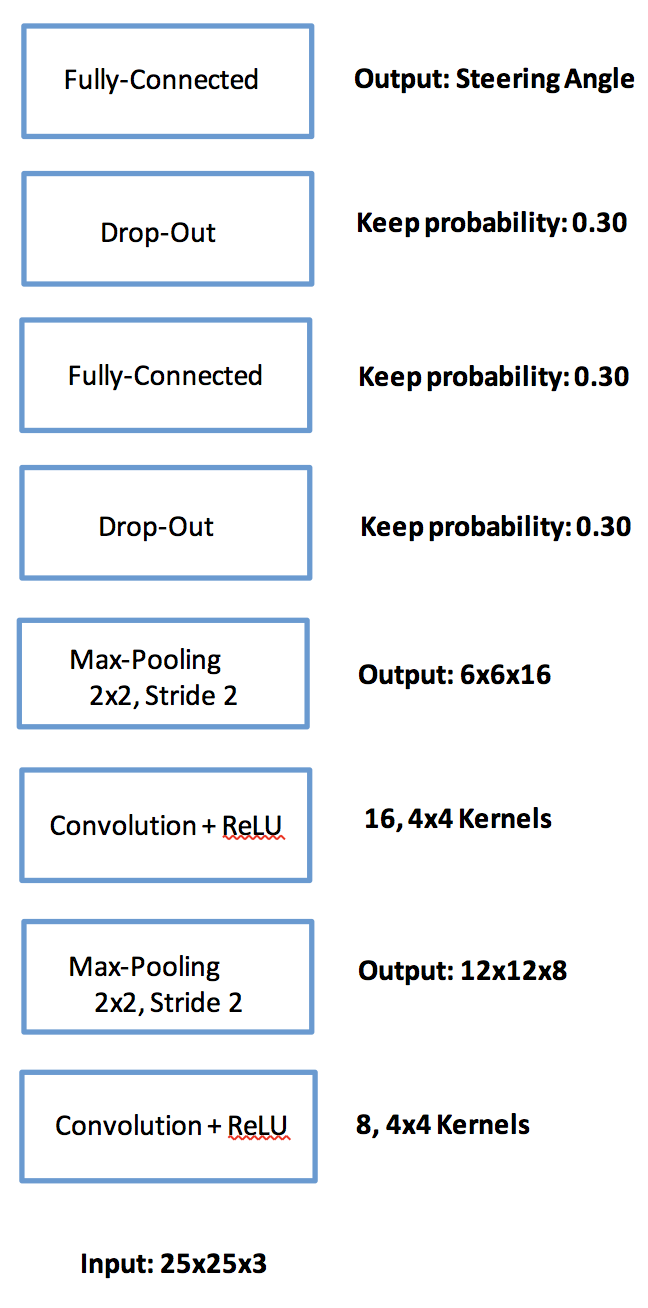 Fully-Connected
Output: Steering Angle
Drop-Out
Keep probability: 0.30
Fully-Connected
Keep probability: 0.30
Drop-Out
Keep probability: 0.30
Max-Pooling
2x2, Stride 2
Output: 6x6x16
Convolution + ReLU
16, 4x4 Kernels
Max-Pooling
2x2, Stride 2
Output: 12x12x8
Convolution + ReLU
8, 4x4 Kernels
Input: 25x25x3